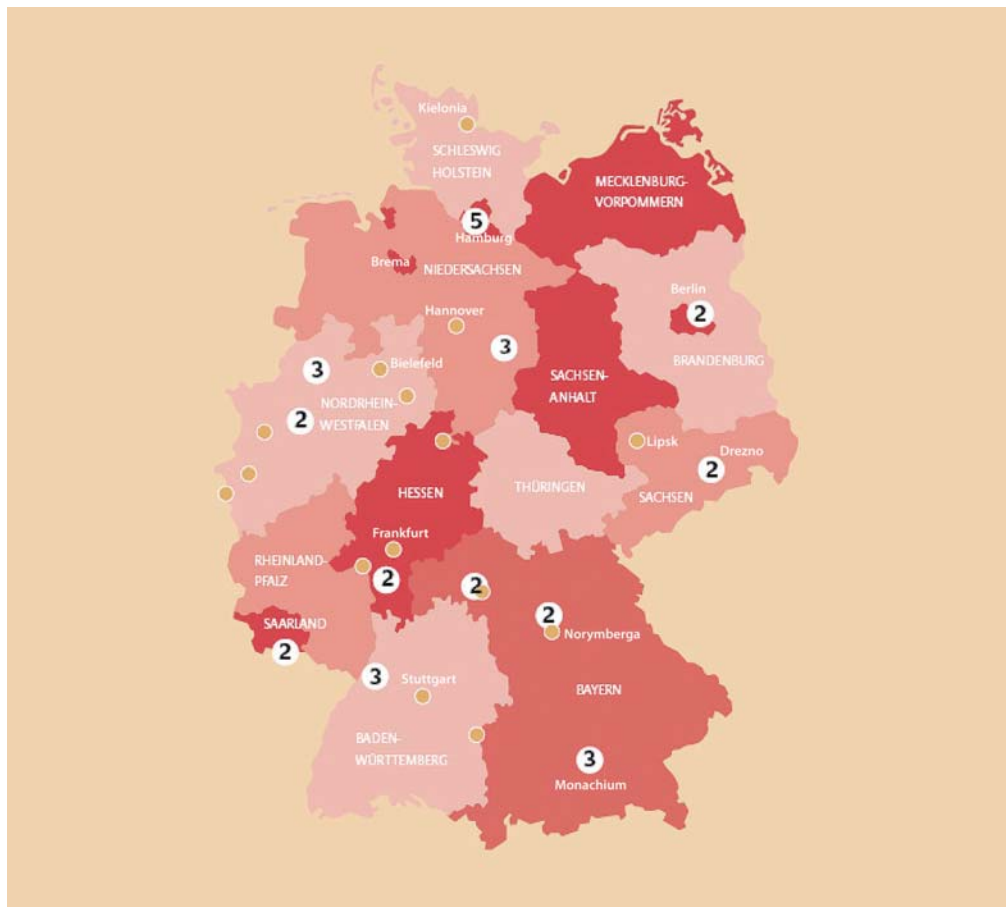 Kielonia
SCHLESWIG
HOLSTEIN
MECKLENBURG-
VORPOMMERN
5
Hamburg
Brema
NIEDERSACHSEN
Berlin
2
Hannover
3
BRANDENBURG
3
Bielefeld
SACHSEN-
ANHALT
2
NORDRHEIN-
WESTFALEN
Lipsk
Drezno
2
SACHSEN
HESSEN
THÜRINGEN
Frankfurt
RHEINLAND-
PFALZ
2
2
2
Norymberga
SAARLAND
2
3
Stuttgart
BAYERN
BADEN-
WÜRTTEMBERG
3
Monachium